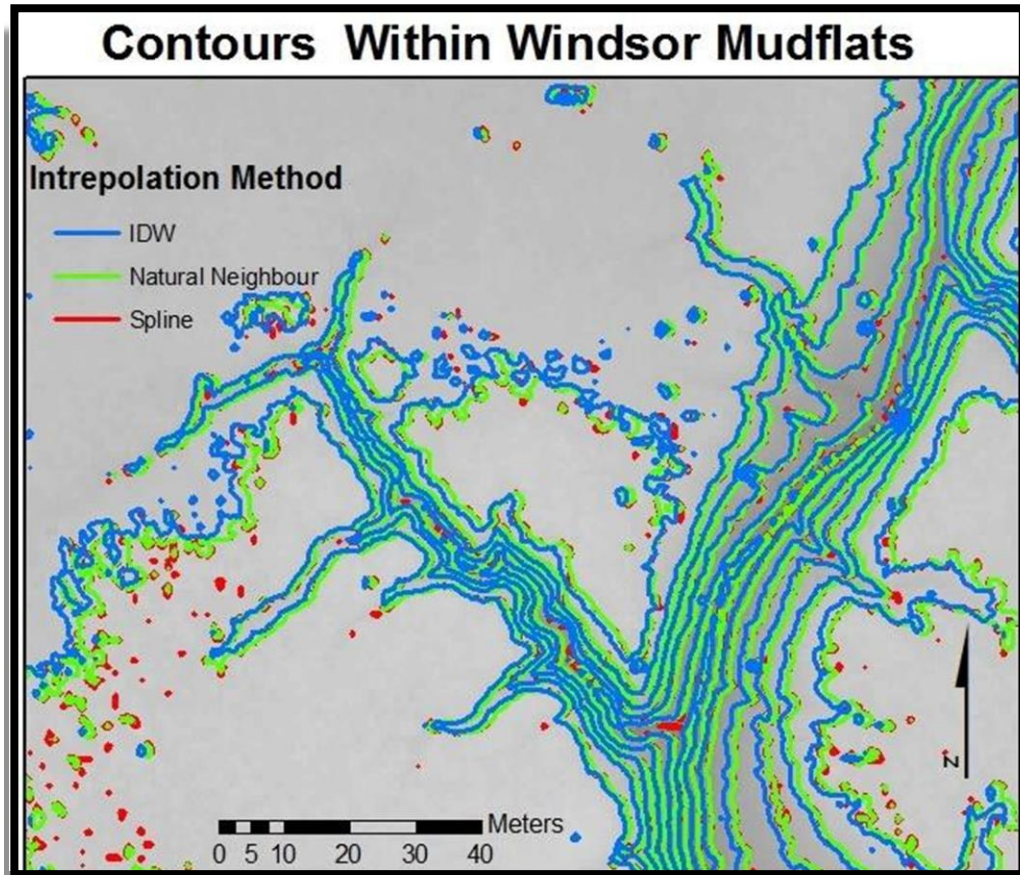 Contours Within Windsor Mudflats
Intrepolation Method
IDW
Natural Neighbour
Spline
Z
Meters
0 5 10 20 30 40